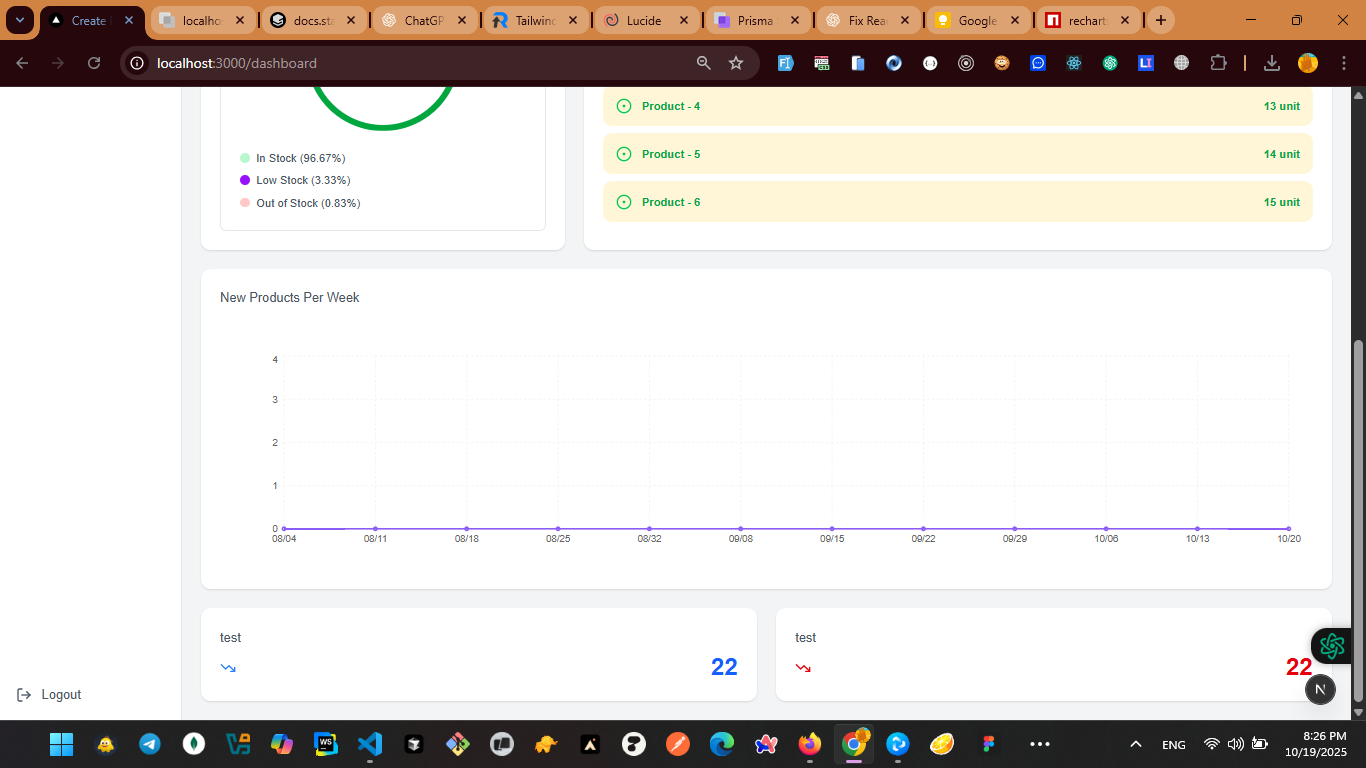 Create
localho
docs.sta
ChatGP
Tailwind
Lucide
Prisma
Fix Rea
Google
rechart
localhost:3000/dashboard
In Stock (96.67%)
Low Stock (3.33%)
Out of Stock (0.83%)
Product - 4 13 unit
Product - 5 14 unit
Product - 6 15 unit
New Products Per Week
4
3
2
1
0
08/04 08/11 08/18 08/25 08/32 09/08 09/15 09/22 09/29 10/06 10/13 10/20
test
22
test
22
N
Logout
ENG
8:26 PM
10/19/2025